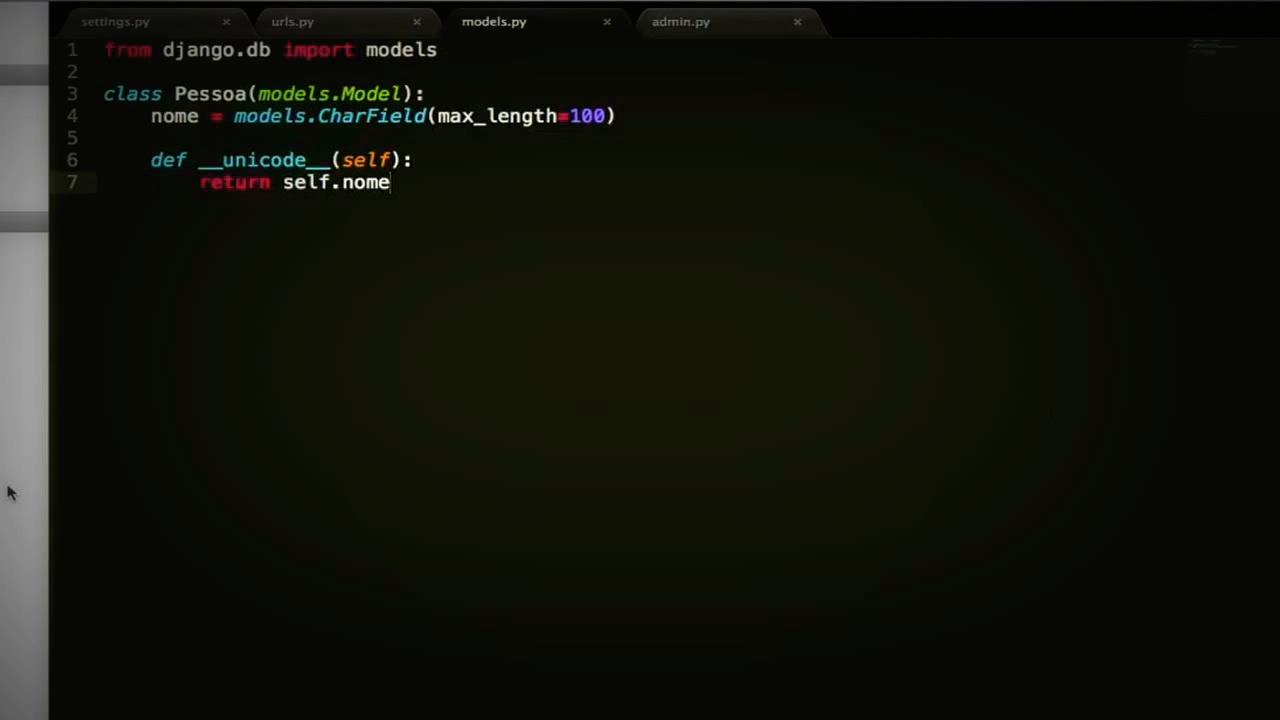 settings.py × urls.py × models.py × admin.py ×
1 from django.db import models
2
3 class Pessoa(models.Model):
4 nome = models.CharField(max_length=100)
5
6 def __unicode__(self):
7 return self.nome